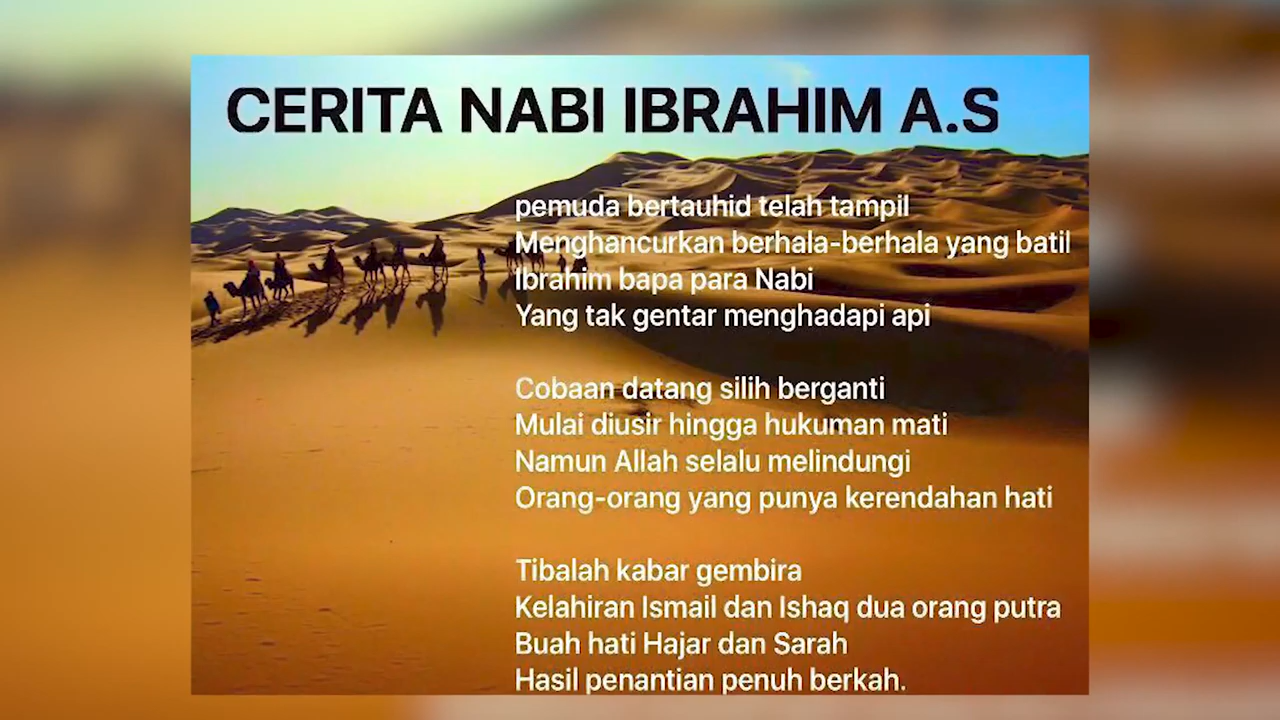 CERITA NABI IBRAHIM A.S
pemuda bertauhid telah tampil
Menghancurkan berhala-berhala yang batil
Ibrahim bapa para Nabi
Yang tak gentar menghadapi api
Cobaan datang silih berganti
Mulai diusir hingga hukuman mati
Namun Allah selalu melindungi
Orang-orang yang punya kerendahan hati
Tibalah kabar gembira
Kelahiran Ismail dan Ishaq dua orang putra
Buah hati Hajar dan Sarah
Hasil penantian penuh berkah.